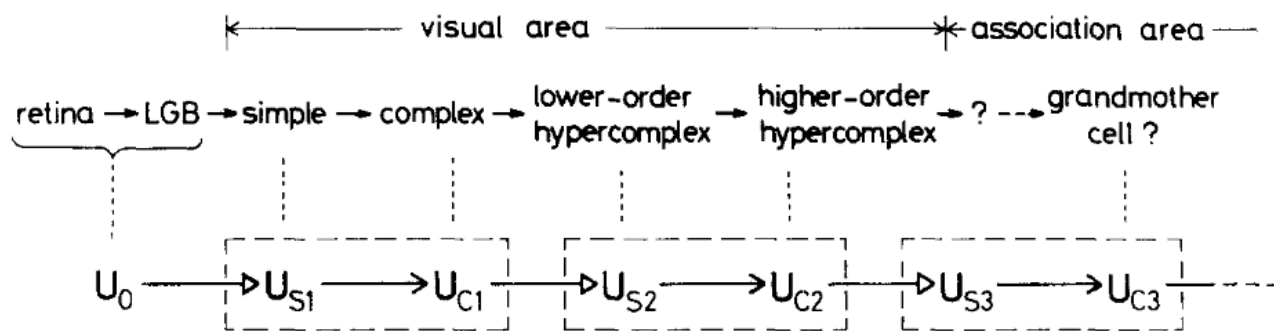 visual area association area
retina LGB simple complex lower-order hypercomplex higher-order hypercomplex ? grandmother cell ?
U0 US1 UC1 US2 UC2 US3 UC3